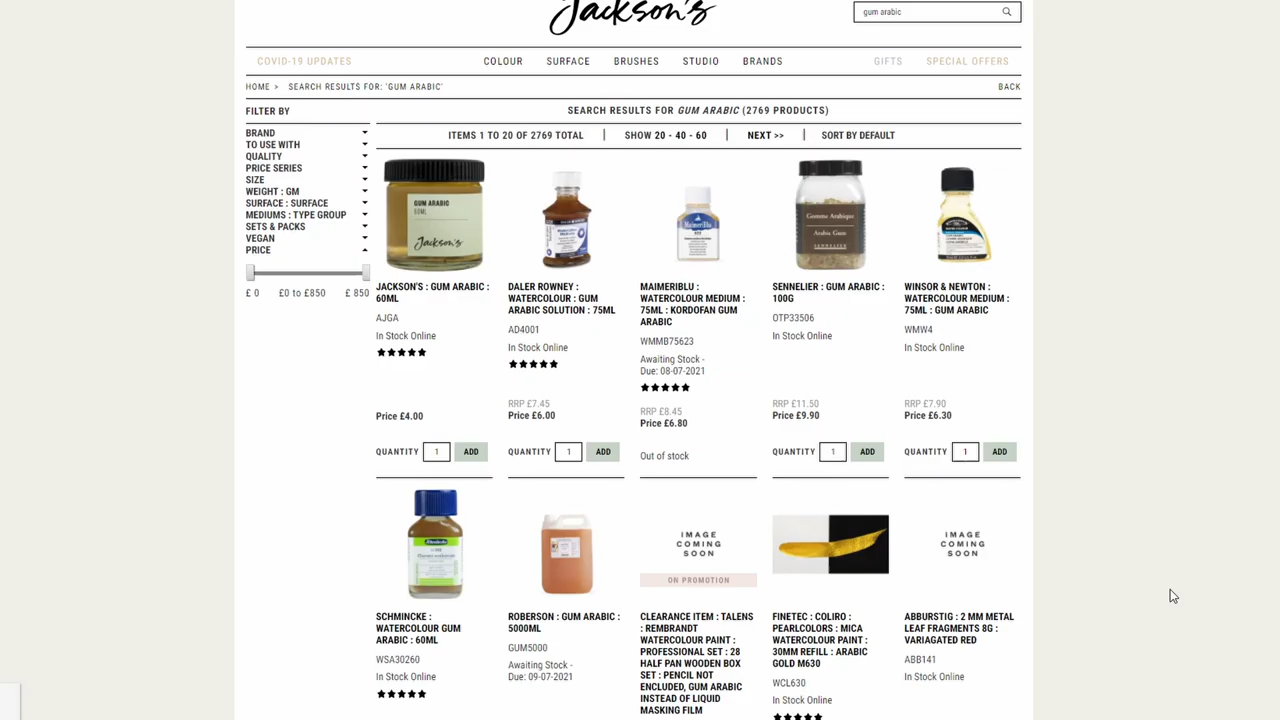 Jackson's
gum arabic
COVID-19 UPDATES
COLOUR
SURFACE
BRUSHES
STUDIO
BRANDS
GIFTS
SPECIAL OFFERS
HOME > SEARCH RESULTS FOR: 'GUM ARABIC'
BACK
FILTER BY
BRAND
TO USE WITH
QUALITY
PRICE SERIES
SIZE
WEIGHT : GM
SURFACE : SURFACE
MEDIUMS : TYPE GROUP
SETS & PACKS
VEGAN
PRICE
£ 0 £0 to £850 £ 850
SEARCH RESULTS FOR GUM ARABIC (2769 PRODUCTS)
ITEMS 1 TO 20 OF 2769 TOTAL | SHOW 20 - 40 - 60 | NEXT >> | SORT BY DEFAULT
GUM ARABIC
60ML
Jackson's
JACKSON'S : GUM ARABIC :
60ML
AJGA
In Stock Online
Price £4.00
QUANTITY 1 ADD
DALER ROWNEY :
WATERCOLOUR : GUM
ARABIC SOLUTION : 75ML
AD4001
In Stock Online
RRP £7.45
Price £6.00
QUANTITY 1 ADD
MaimeriBlu
MAIMERIBLU :
WATERCOLOUR MEDIUM :
75ML : KORDOFAN GUM
ARABIC
WMMB75623
Awaiting Stock -
Due: 08-07-2021
RRP £8.45
Price £6.80
Out of stock
Gomme Arabique
Arabic Gum
SENNELIER
SENNELIER : GUM ARABIC :
100G
OTP33506
In Stock Online
RRP £11.50
Price £9.90
QUANTITY 1 ADD
WINSOR & NEWTON :
WATERCOLOUR MEDIUM :
75ML : GUM ARABIC
WMW4
In Stock Online
RRP £7.90
Price £6.30
QUANTITY 1 ADD
SCHMINCKE :
WATERCOLOUR GUM
ARABIC : 60ML
WSA30260
In Stock Online
ROBERSON : GUM ARABIC :
5000ML
GUM5000
Awaiting Stock -
Due: 09-07-2021
IMAGE
COMING
SOON
ON PROMOTION
CLEARANCE ITEM : TALENS
: REMBRANDT
WATERCOLOUR PAINT :
PROFESSIONAL SET : 28
HALF PAN WOODEN BOX
SET : PENCIL NOT
ENCLUDED, GUM ARABIC
INSTEAD OF LIQUID
MASKING FILM
FINETEC : COLIRO :
PEARLCOLORS : MICA
WATERCOLOUR PAINT :
30MM REFILL : ARABIC
GOLD M630
WCL630
In Stock Online
IMAGE
COMING
SOON
ABBURSTIG : 2 MM METAL
LEAF FRAGMENTS 8G :
VARIAGATED RED
ABB141
In Stock Online